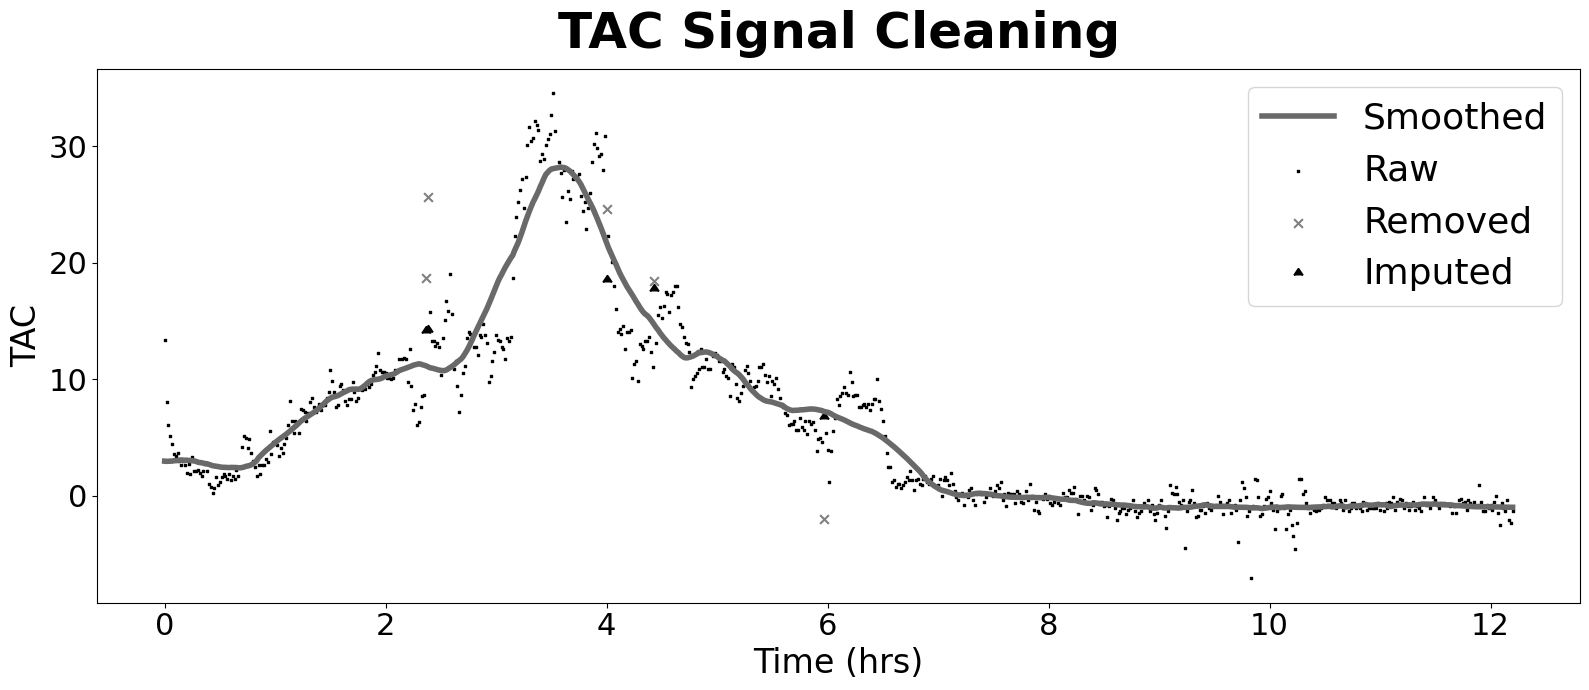 TAC Signal Cleaning
Smoothed
Raw
Removed
Imputed
TAC
30
20
10
0
0 2 4 6 8 10 12
Time (hrs)